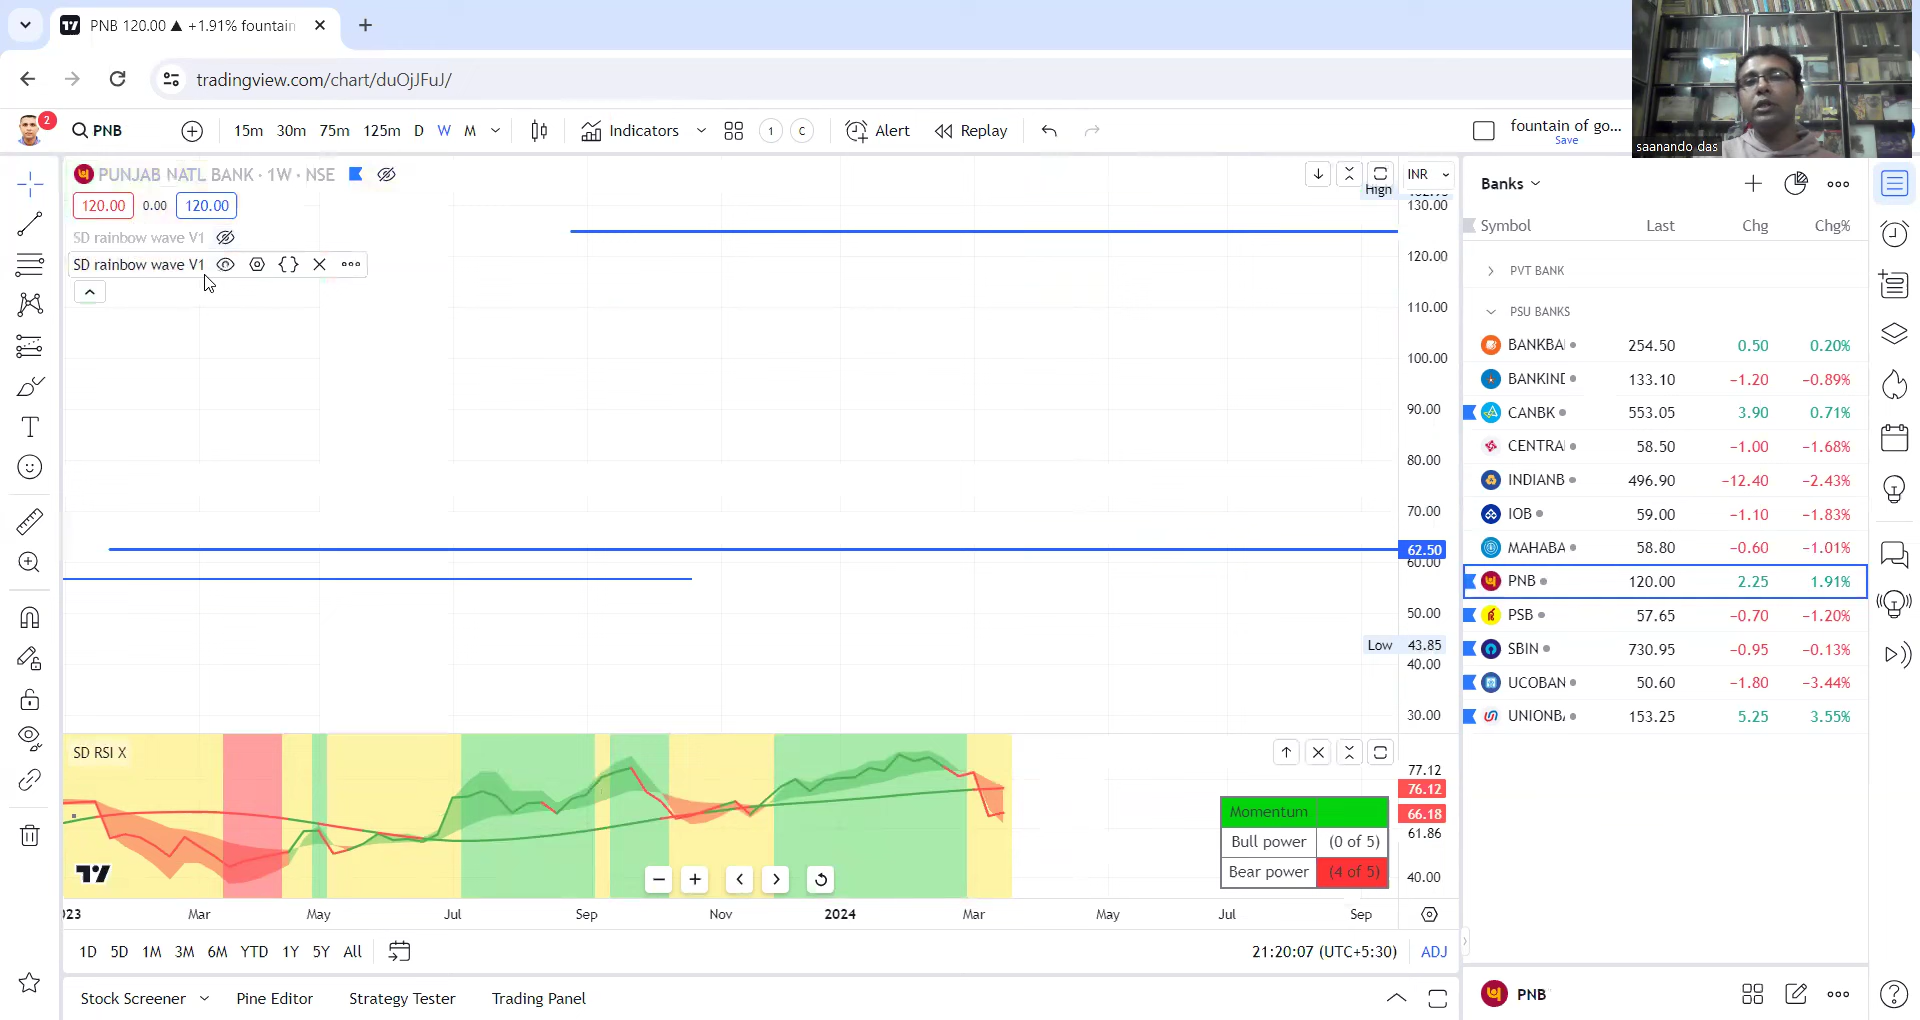 PNB 120.00 ▲ +1.91% fountain
tradingview.com/chart/duOjJFuJ/
2
PNB
15m 30m 75m 125m D W M
Indicators
1
C
Alert
Replay
fountain of go...
Save
saanando das
PUNJAB NATL BANK · 1W · NSE
120.00 0.00 120.00
SD rainbow wave V1
SD rainbow wave V1
INR
High
130.00
120.00
110.00
100.00
90.00
80.00
70.00
62.50
60.00
50.00
Low 43.85
40.00
30.00
SD RSI X
77.12
76.12
66.18
61.86
40.00
Momentum
Bull power (0 of 5)
Bear power (4 of 5)
023 Mar May Jul Sep Nov 2024 Mar May Jul Sep
1D 5D 1M 3M 6M YTD 1Y 5Y All
21:20:07 (UTC+5:30) ADJ
Stock Screener Pine Editor Strategy Tester Trading Panel
Banks
Symbol Last Chg Chg%
PVT BANK
PSU BANKS
BANKBA 254.50 0.50 0.20%
BANKIND 133.10 −1.20 −0.89%
CANBK 553.05 3.90 0.71%
CENTRA 58.50 −1.00 −1.68%
INDIANB 496.90 −12.40 −2.43%
IOB 59.00 −1.10 −1.83%
MAHABA 58.80 −0.60 −1.01%
PNB 120.00 2.25 1.91%
PSB 57.65 −0.70 −1.20%
SBIN 730.95 −0.95 −0.13%
UCOBAN 50.60 −1.80 −3.44%
UNIONBA 153.25 5.25 3.55%
PNB